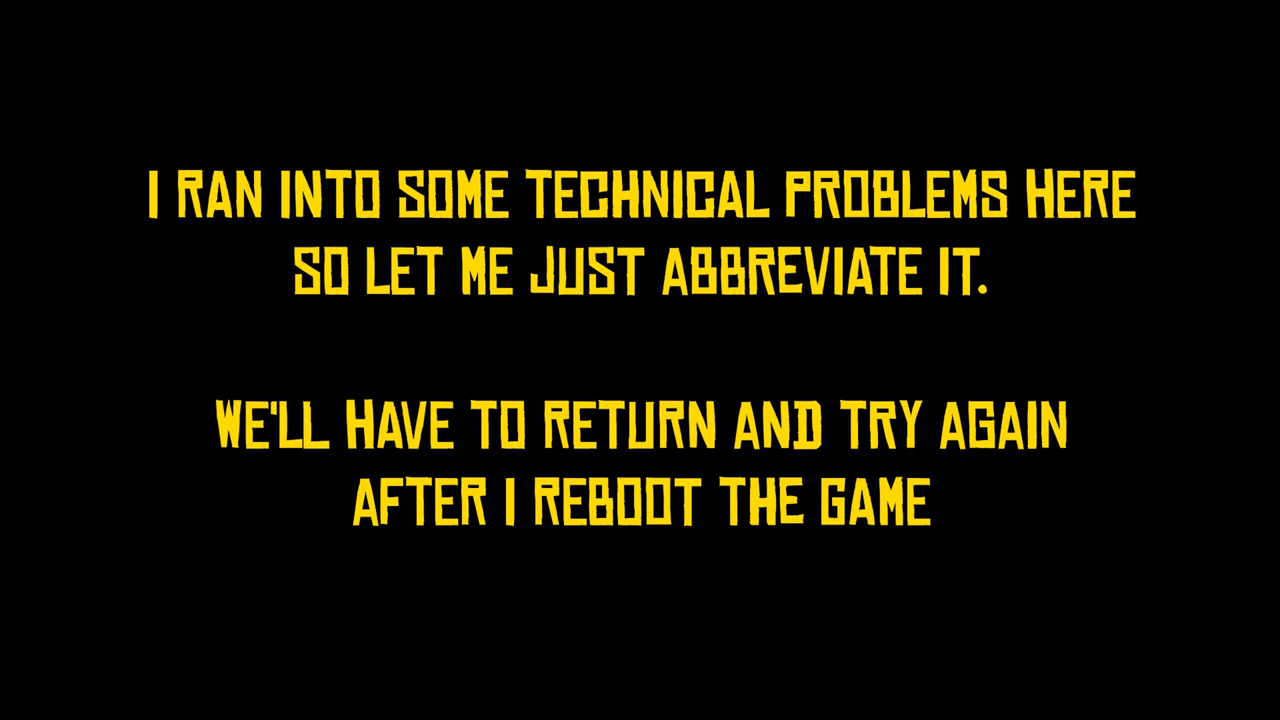 I RAN INTO SOME TECHNICAL PROBLEMS HERE
SO LET ME JUST ABBREVIATE IT.
WE'LL HAVE TO RETURN AND TRY AGAIN
AFTER I REBOOT THE GAME